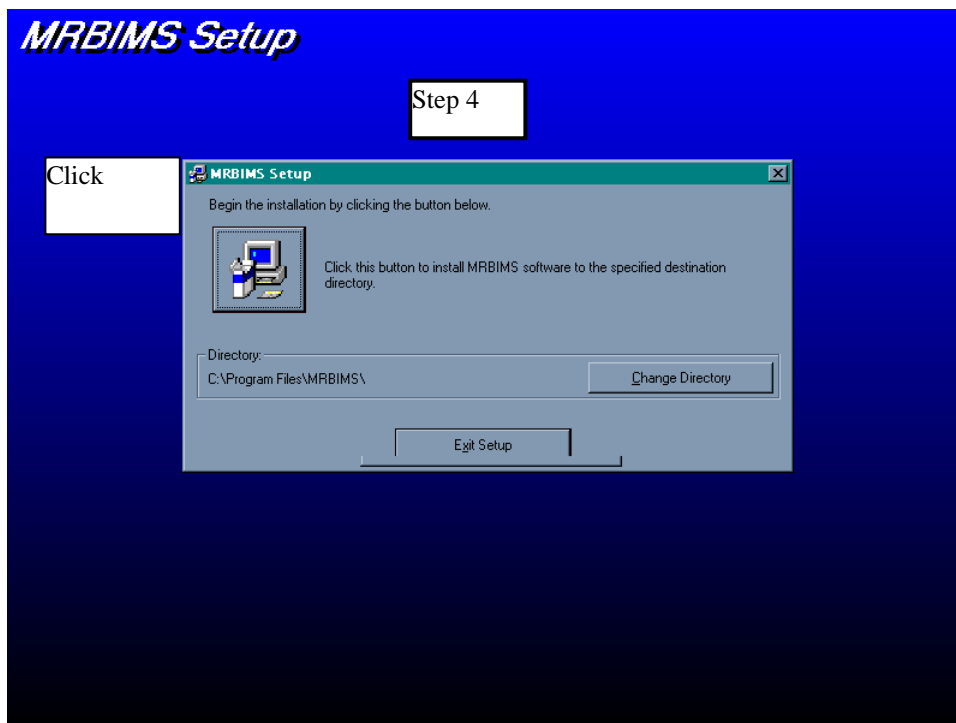 MRBIMS Setup
Step 4
Click
MRBIMS Setup
Begin the installation by clicking the button below.
Click this button to install MRBIMS software to the specified destination
directory.
Directory:
C:\Program Files\MRBIMS\
Change Directory
Exit Setup